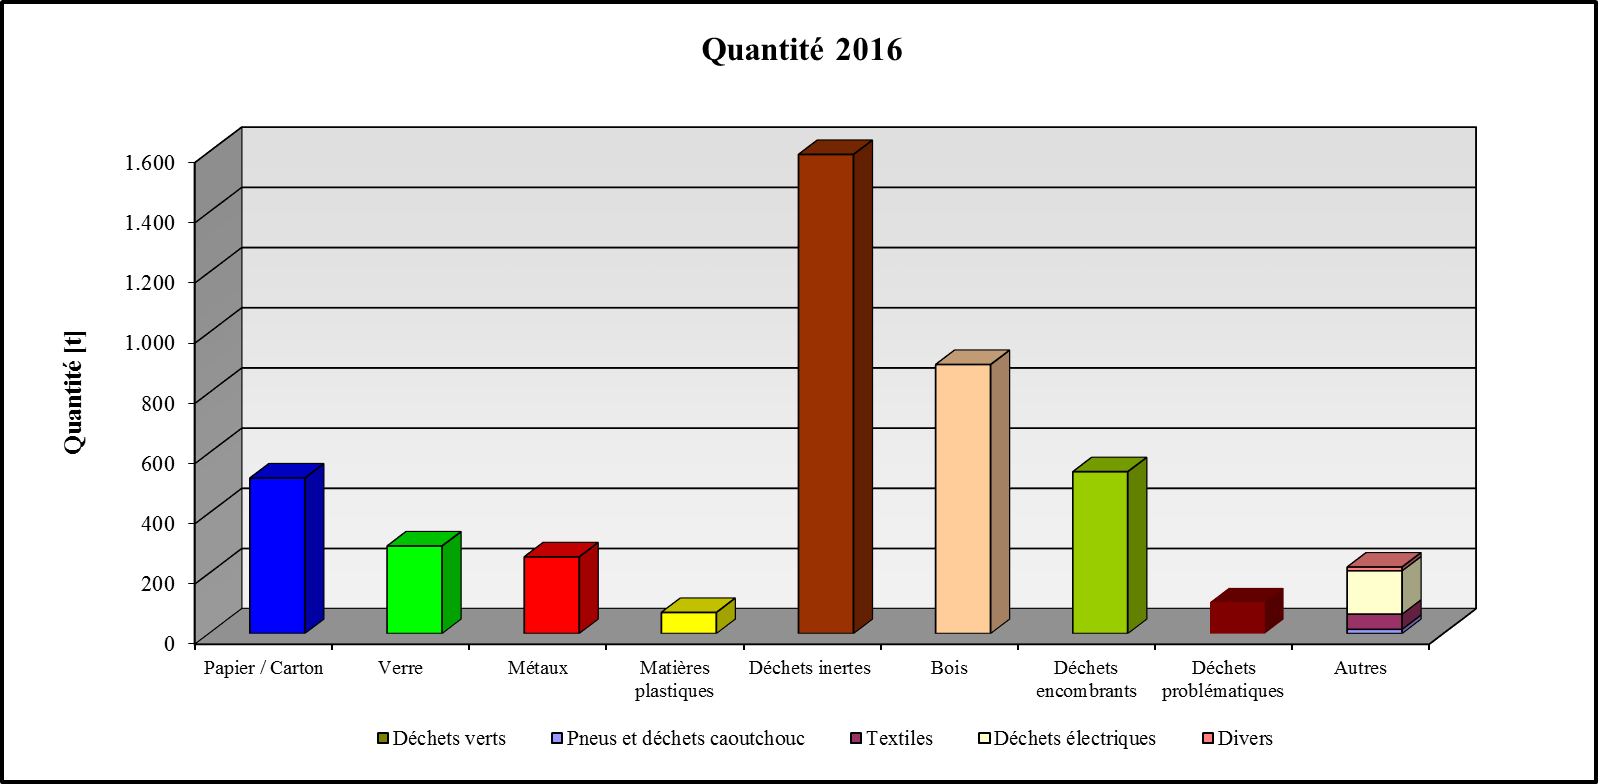 Quantité 2016
Quantité [t]
1.600
1.400
1.200
1.000
800
600
400
200
0
Papier / Carton
Verre
Métaux
Matières
plastiques
Déchets inertes
Bois
Déchets
encombrants
Déchets
problématiques
Autres
Déchets verts
Pneus et déchets caoutchouc
Textiles
Déchets électriques
Divers